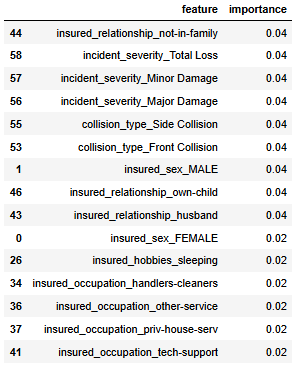 feature importance
44 insured_relationship_not-in-family 0.04
58 incident_severity_Total Loss 0.04
57 incident_severity_Minor Damage 0.04
56 incident_severity_Major Damage 0.04
55 collision_type_Side Collision 0.04
53 collision_type_Front Collision 0.04
1 insured_sex_MALE 0.04
46 insured_relationship_own-child 0.04
43 insured_relationship_husband 0.04
0 insured_sex_FEMALE 0.02
26 insured_hobbies_sleeping 0.02
34 insured_occupation_handlers-cleaners 0.02
36 insured_occupation_other-service 0.02
37 insured_occupation_priv-house-serv 0.02
41 insured_occupation_tech-support 0.02